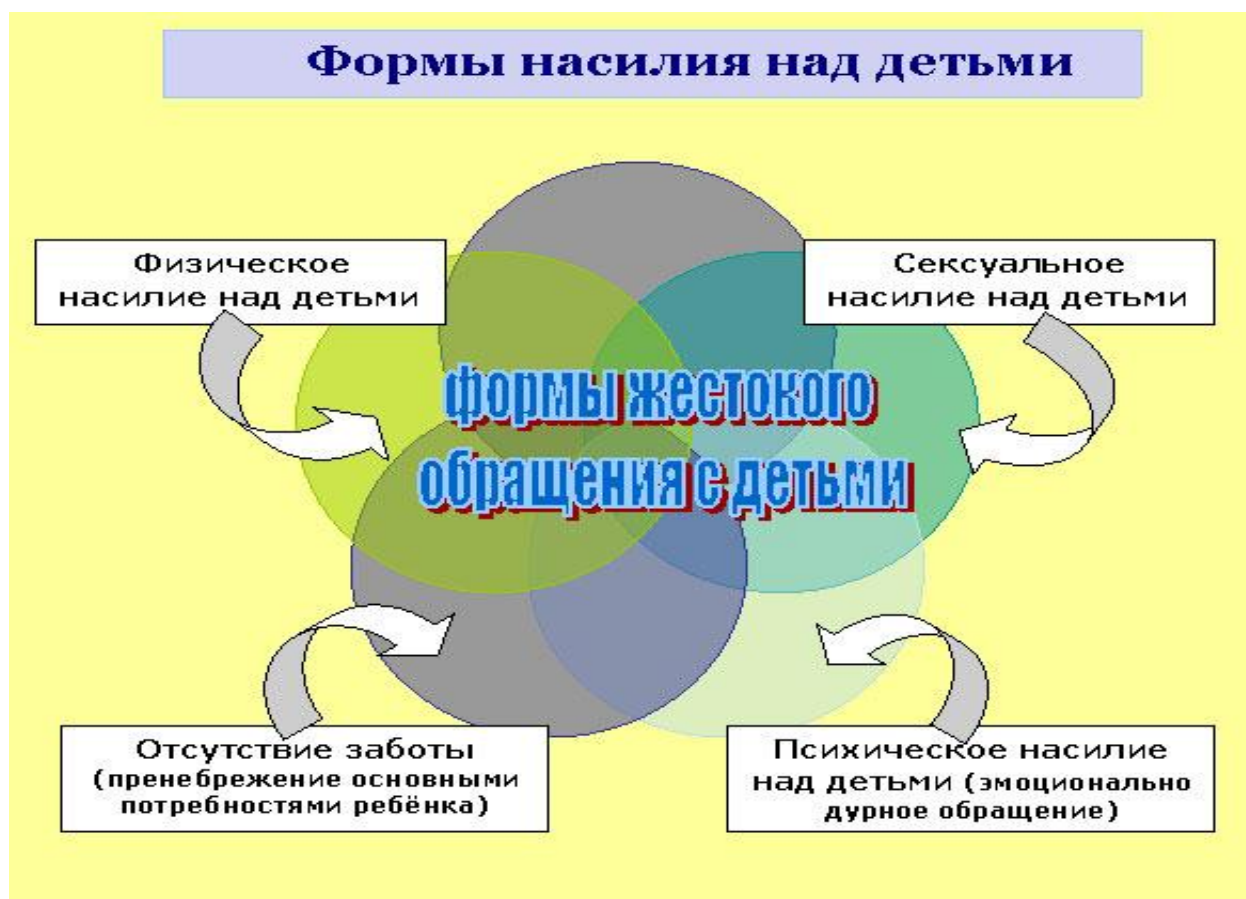 Формы насилия над детьми
Физическое
насилие над детьми
Сексуальное
насилие над детьми
формы жестокого
обращения с детьми
Отсутствие заботы
(пренебрежение основными
потребностями ребёнка)
Психическое насилие
над детьми (эмоционально
дурное обращение)